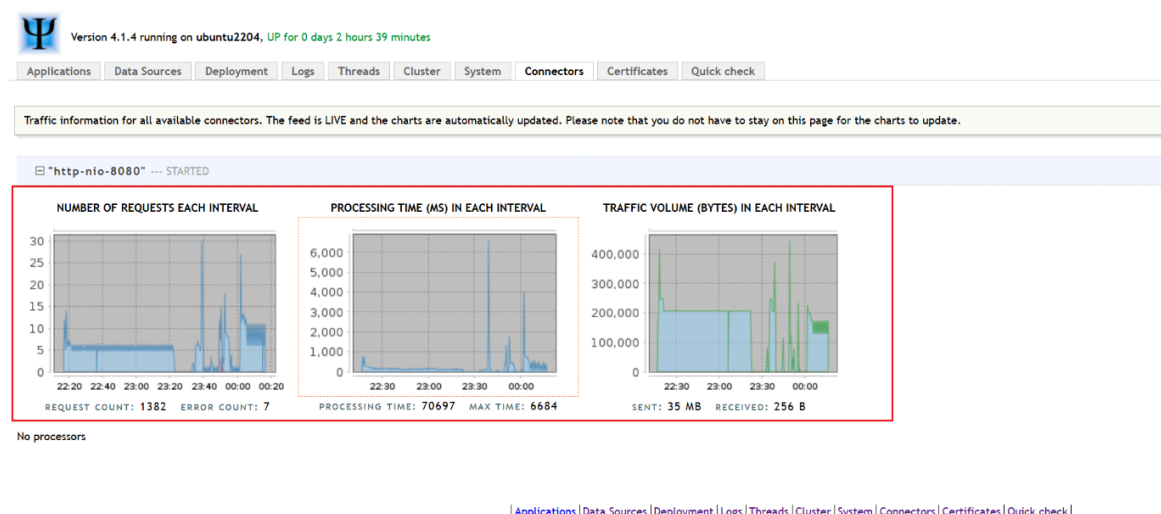 Ψ
Version 4.1.4 running on ubuntu2204, UP for 0 days 2 hours 39 minutes
Applications Data Sources Deployment Logs Threads Cluster System Connectors Certificates Quick check
Traffic information for all available connectors. The feed is LIVE and the charts are automatically updated. Please note that you do not have to stay on this page for the charts to update.
"http-nio-8080" --- STARTED
NUMBER OF REQUESTS EACH INTERVAL
30
25
20
15
10
5
0
22:20 22:40 23:00 23:20 23:40 00:00 00:20
REQUEST COUNT: 1382 ERROR COUNT: 7
PROCESSING TIME (MS) IN EACH INTERVAL
6,000
5,000
4,000
3,000
2,000
1,000
0
22:30 23:00 23:30 00:00
PROCESSING TIME: 70697 MAX TIME: 6684
TRAFFIC VOLUME (BYTES) IN EACH INTERVAL
400,000
300,000
200,000
100,000
0
22:30 23:00 23:30 00:00
SENT: 35 MB RECEIVED: 256 B
No processors
|Applications|Data Sources|Deployment|Logs|Threads|Cluster|System|Connectors|Certificates|Quick check|